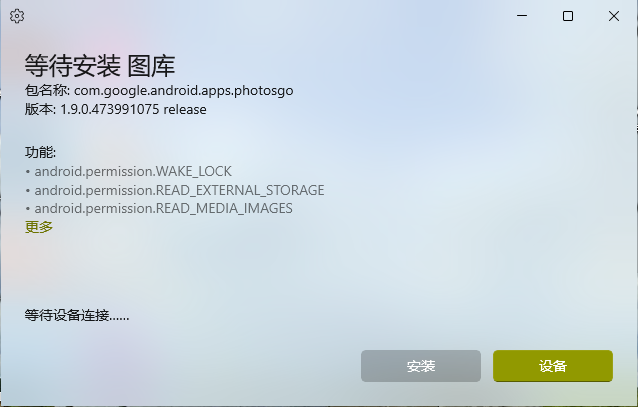 等待安装 图库
包名称: com.google.android.apps.photosgo
版本: 1.9.0.473991075 release
功能:
• android.permission.WAKE_LOCK
• android.permission.READ_EXTERNAL_STORAGE
• android.permission.READ_MEDIA_IMAGES
更多
等待设备连接......
安装
设备